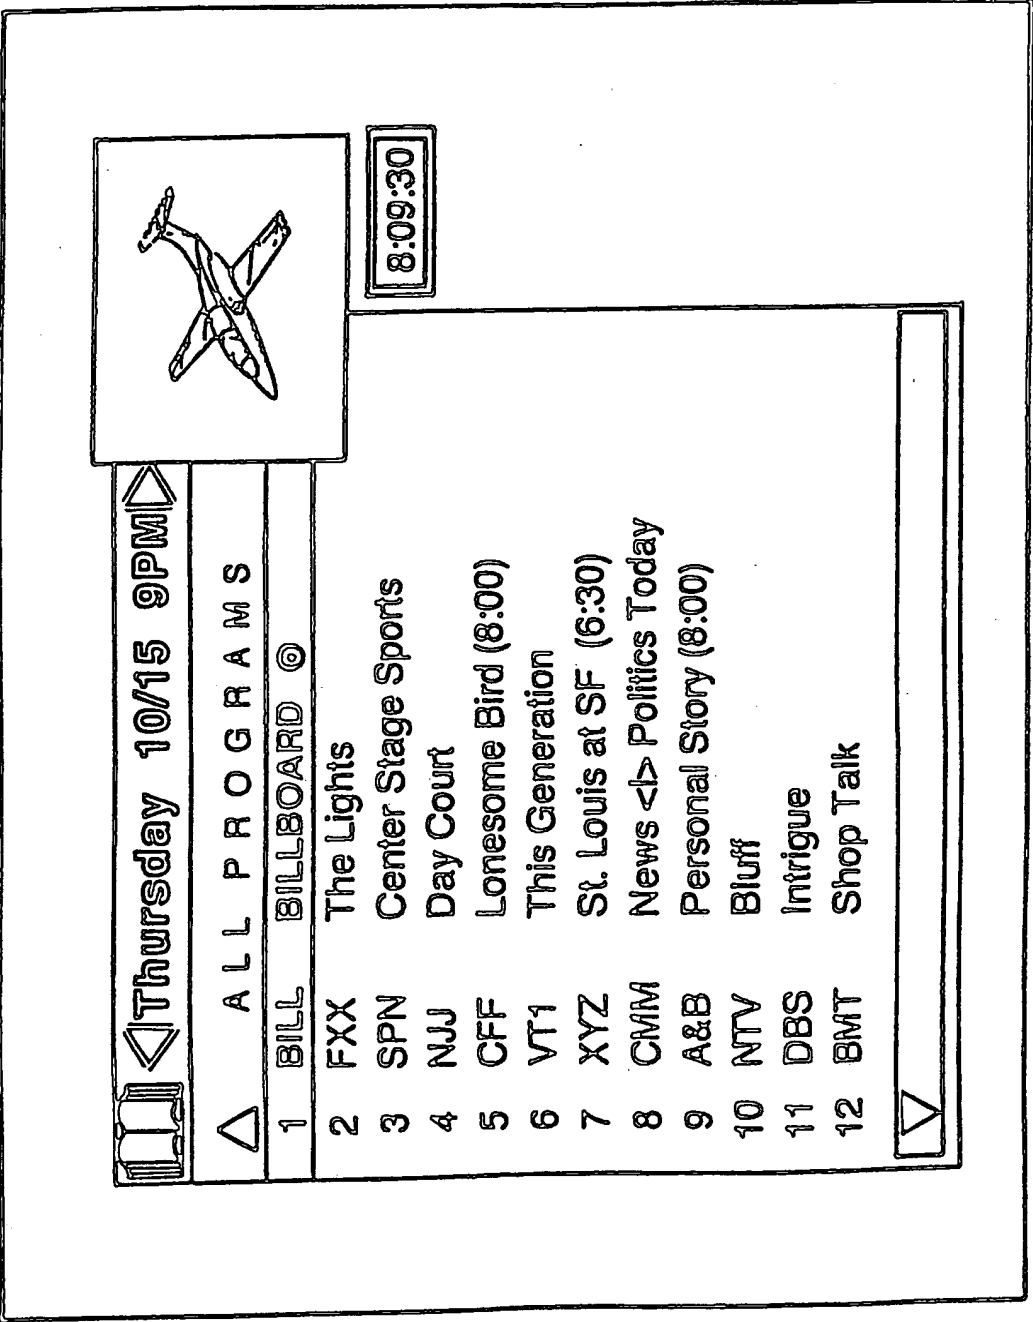 Thursday 10/15 9PM
ALL PROGRAMS
8:09:30
1 BILL BILLBOARD
2 FXX The Lights
3 SPN Center Stage Sports
4 NJJ Day Court
5 CFF Lonesome Bird (8:00)
6 VT1 This Generation
7 XYZ St. Louis at SF (6:30)
8 CMM News <I> Politics Today
9 A&B Personal Story (8:00)
10 NTV Bluff
11 DBS Intrigue
12 BMT Shop Talk